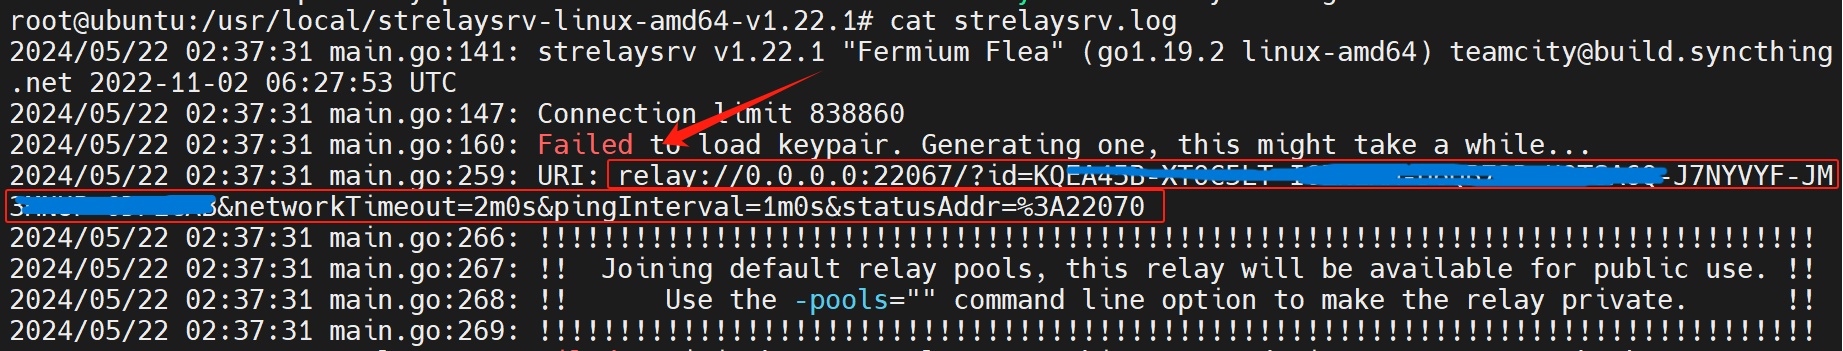 root@ubuntu:/usr/local/strelaysrv-linux-amd64-v1.22.1# cat strelaysrv.log
2024/05/22 02:37:31 main.go:141: strelaysrv v1.22.1 "Fermium Flea" (go1.19.2 linux-amd64) teamcity@build.syncthing
.net 2022-11-02 06:27:53 UTC
2024/05/22 02:37:31 main.go:147: Connection limit 838860
2024/05/22 02:37:31 main.go:160: Failed to load keypair. Generating one, this might take a while...
2024/05/22 02:37:31 main.go:259: URI: relay://0.0.0.0:22067/?id= -J7NYVYF-JM
&networkTimeout=2m0s&pingInterval=1m0s&statusAddr=%3A22070
2024/05/22 02:37:31 main.go:266: !!!!!!!!!!!!!!!!!!!!!!!!!!!!!!!!!!!!!!!!!!!!!!!!!!!!!!!!!!!!!!!!!!!!!!!!!!!!!!!!
2024/05/22 02:37:31 main.go:267: !!  Joining default relay pools, this relay will be available for public use. !!
2024/05/22 02:37:31 main.go:268: !!      Use the -pools="" command line option to make the relay private.      !!
2024/05/22 02:37:31 main.go:269: !!!!!!!!!!!!!!!!!!!!!!!!!!!!!!!!!!!!!!!!!!!!!!!!!!!!!!!!!!!!!!!!!!!!!!!!!!!!!!!!